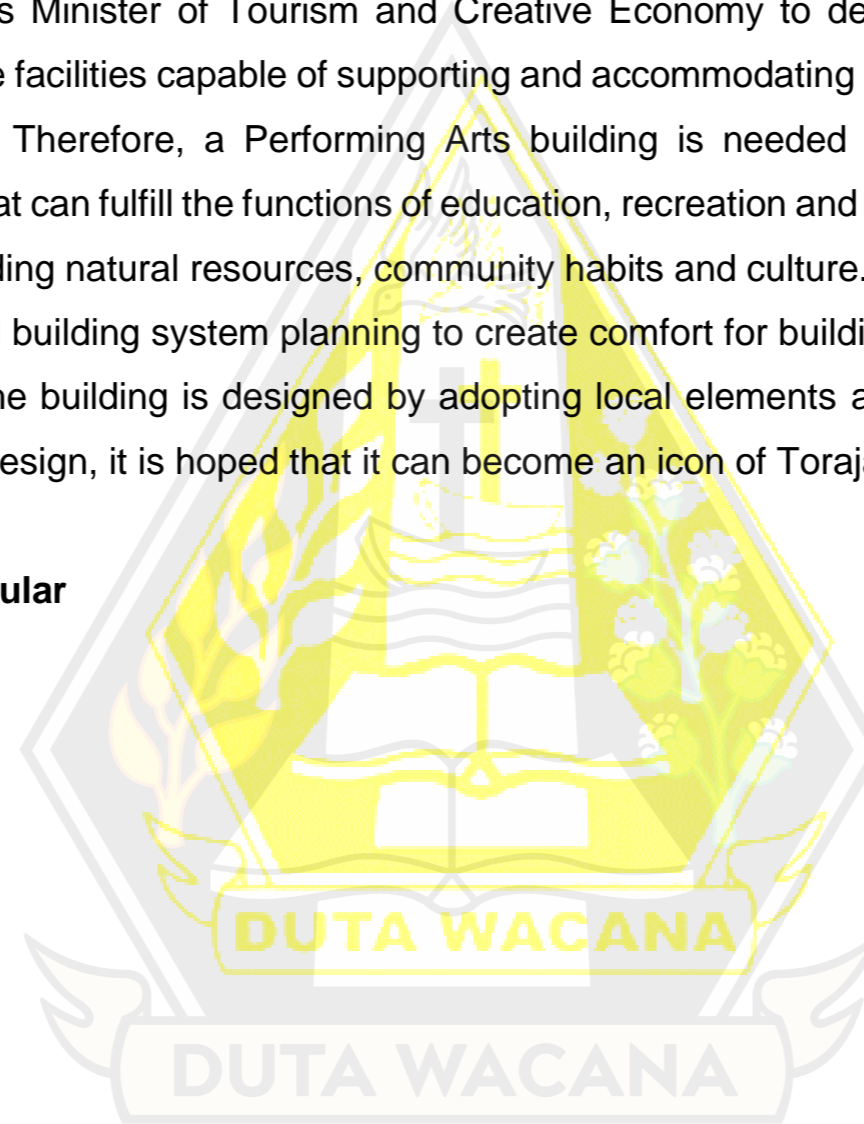 s Minister of Tourism and Creative Economy to de
e facilities capable of supporting and accommodating
Therefore, a Performing Arts building is needed
at can fulfill the functions of education, recreation and
ding natural resources, community habits and culture.
building system planning to create comfort for buildi
ne building is designed by adopting local elements a
esign, it is hoped that it can become an icon of Toraja
ular
DUTA WACANA
DUTA WACANA